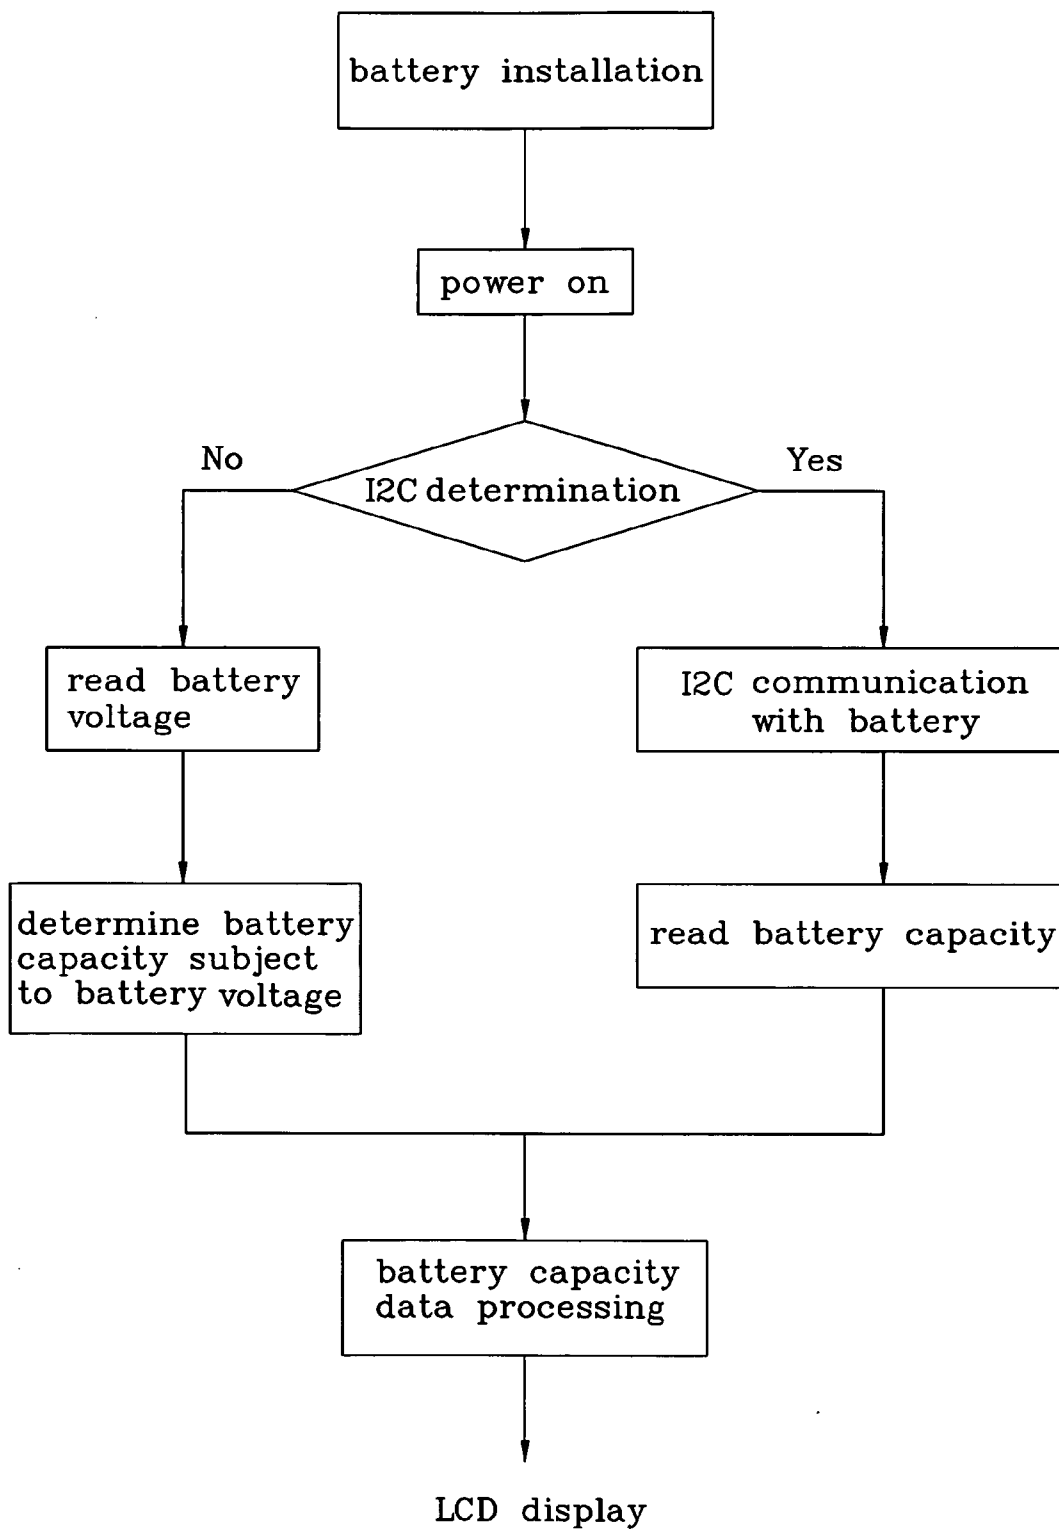 battery installation
power on
No
Yes
I2C determination
read battery
voltage
I2C communication
with battery
determine battery
capacity subject
to battery voltage
read battery capacity
battery capacity
data processing
LCD display